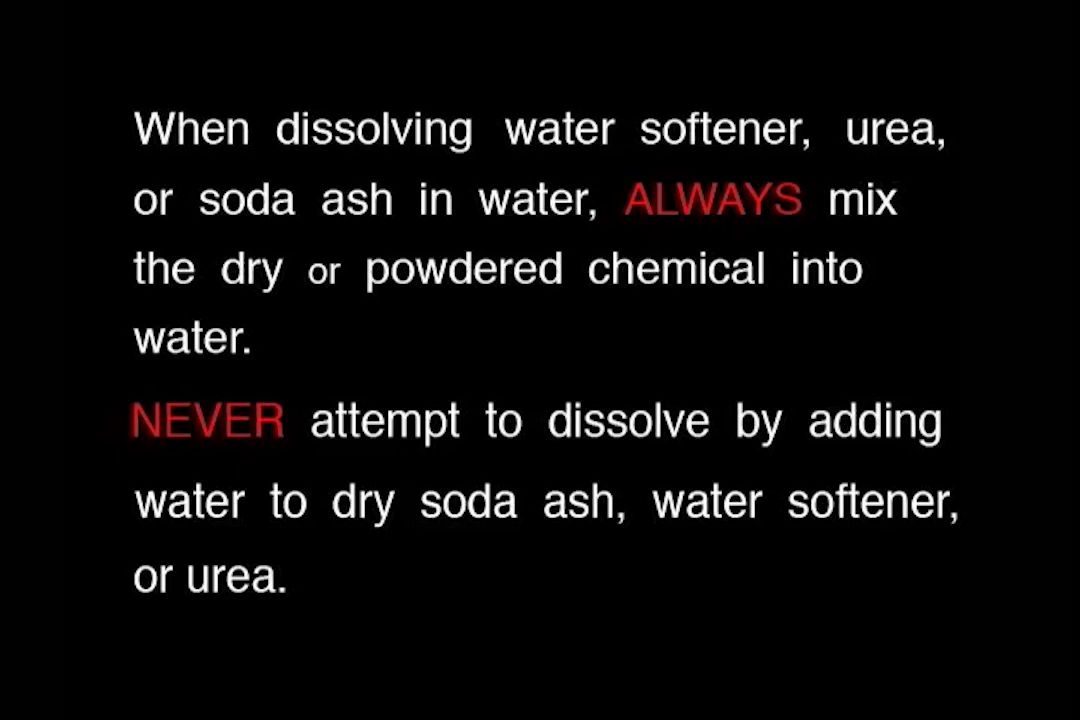 When dissolving water softener, urea,
or soda ash in water, ALWAYS mix
the dry or powdered chemical into
water.
NEVER attempt to dissolve by adding
water to dry soda ash, water softener,
or urea.